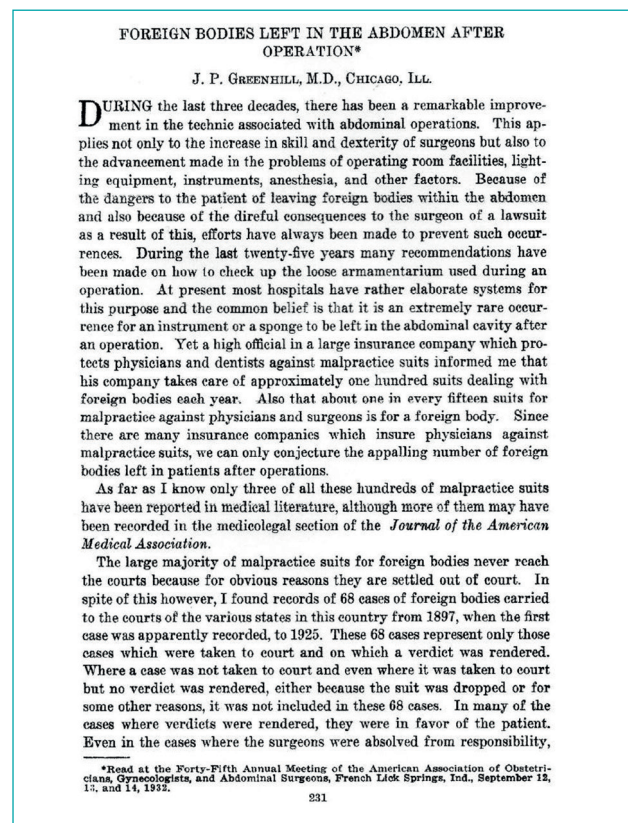 FOREIGN BODIES LEFT IN THE ABDOMEN AFTER
OPERATION*
J. P. GREENHILL, M.D., CHICAGO, ILL.
DURING the last three decades, there has been a remarkable improve-
ment in the technic associated with abdominal operations. This ap-
plies not only to the increase in skill and dexterity of surgeons but also to
the advancement made in the problems of operating room facilities, light-
ing equipment, instruments, anesthesia, and other factors. Because of
the dangers to the patient of leaving foreign bodies within the abdomen
and also because of the direful consequences to the surgeon of a lawsuit
as a result of this, efforts have always been made to prevent such occur-
rences. During the last twenty-five years many recommendations have
been made on how to check up the loose armamentarium used during an
operation. At present most hospitals have rather elaborate systems for
this purpose and the common belief is that it is an extremely rare occur-
rence for an instrument or a sponge to be left in the abdominal cavity after
an operation. Yet a high official in a large insurance company which pro-
tects physicians and dentists against malpractice suits informed me that
his company takes care of approximately one hundred suits dealing with
foreign bodies each year. Also that about one in every fifteen suits for
malpractice against physicians and surgeons is for a foreign body. Since
there are many insurance companies which insure physicians against
malpractice suits, we can only conjecture the appalling number of foreign
bodies left in patients after operations.
As far as I know only three of all these hundreds of malpractice suits
have been reported in medical literature, although more of them may have
been recorded in the medicolegal section of the Journal of the American
Medical Association.
The large majority of malpractice suits for foreign bodies never reach
the courts because for obvious reasons they are settled out of court. In
spite of this however, I found records of 68 cases of foreign bodies carried
to the courts of the various states in this country from 1897, when the first
case was apparently recorded, to 1925. These 68 cases represent only those
cases which were taken to court and on which a verdict was rendered.
Where a case was not taken to court and even where it was taken to court
but no verdict was rendered, either because the suit was dropped or for
some other reasons, it was not included in these 68 cases. In many of the
cases where verdicts were rendered, they were in favor of the patient.
Even in the cases where the surgeons were absolved from responsibility,
*Read at the Forty-Fifth Annual Meeting of the American Association of Obstetri-
cians, Gynecologists, and Abdominal Surgeons, French Lick Springs, Ind., September 12,
13, and 14, 1932.
231